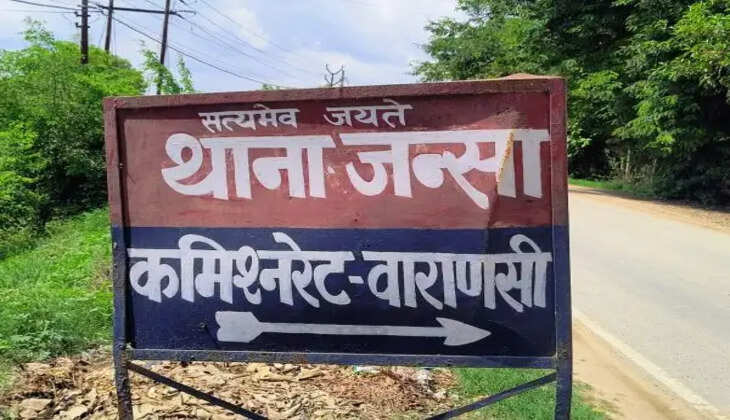 सत्यमेव जयते
थाना जन्सा
कमिश्नरेट-वाराणसी